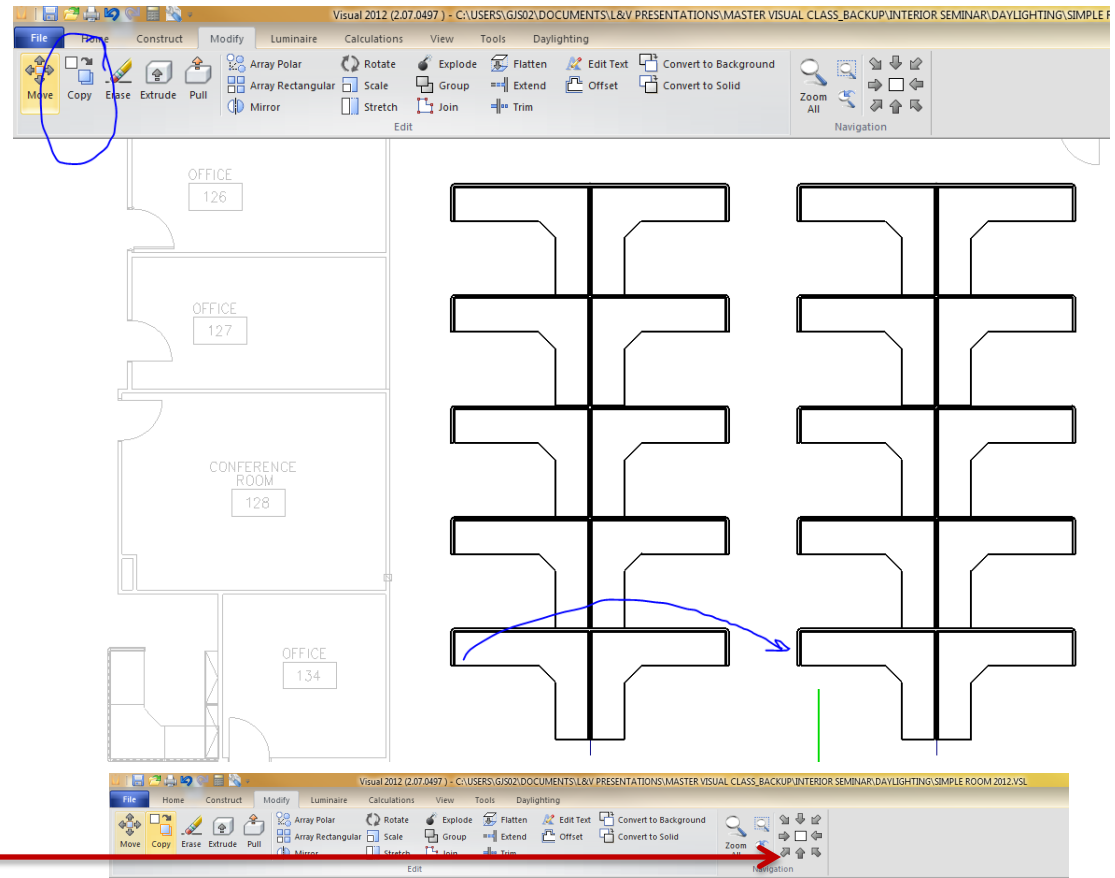 Visual 2012 (2.07.0497 ) - C:\USERS\GJS02\DOCUMENTS\L&V PRESENTATIONS\MASTER VISUAL CLASS_BACKUP\INTERIOR SEMINAR\DAYLIGHTING\SIMPLE
File Home Construct Modify Luminaire Calculations View Tools Daylighting
Array Polar Rotate Explode Flatten Edit Text Convert to Background
Move Copy Erase Extrude Pull Array Rectangular Scale Group Extend Offset Convert to Solid Zoom All
Mirror Stretch Join Trim
Edit Navigation
OFFICE
126
OFFICE
127
CONFERENCE
ROOM
128
OFFICE
134
Visual 2012 (2.07.0497 ) - C:\USERS\GJS02\DOCUMENTS\L&V PRESENTATIONS\MASTER VISUAL CLASS_BACKUP\INTERIOR SEMINAR\DAYLIGHTING\SIMPLE ROOM 2012.VSL
File Home Construct Modify Luminaire Calculations View Tools Daylighting
Array Polar Rotate Explode Flatten Edit Text Convert to Background
Move Copy Erase Extrude Pull Array Rectangular Scale Group Extend Offset Convert to Solid Zoom All
Mirror Stretch Join Trim
Edit Navigation